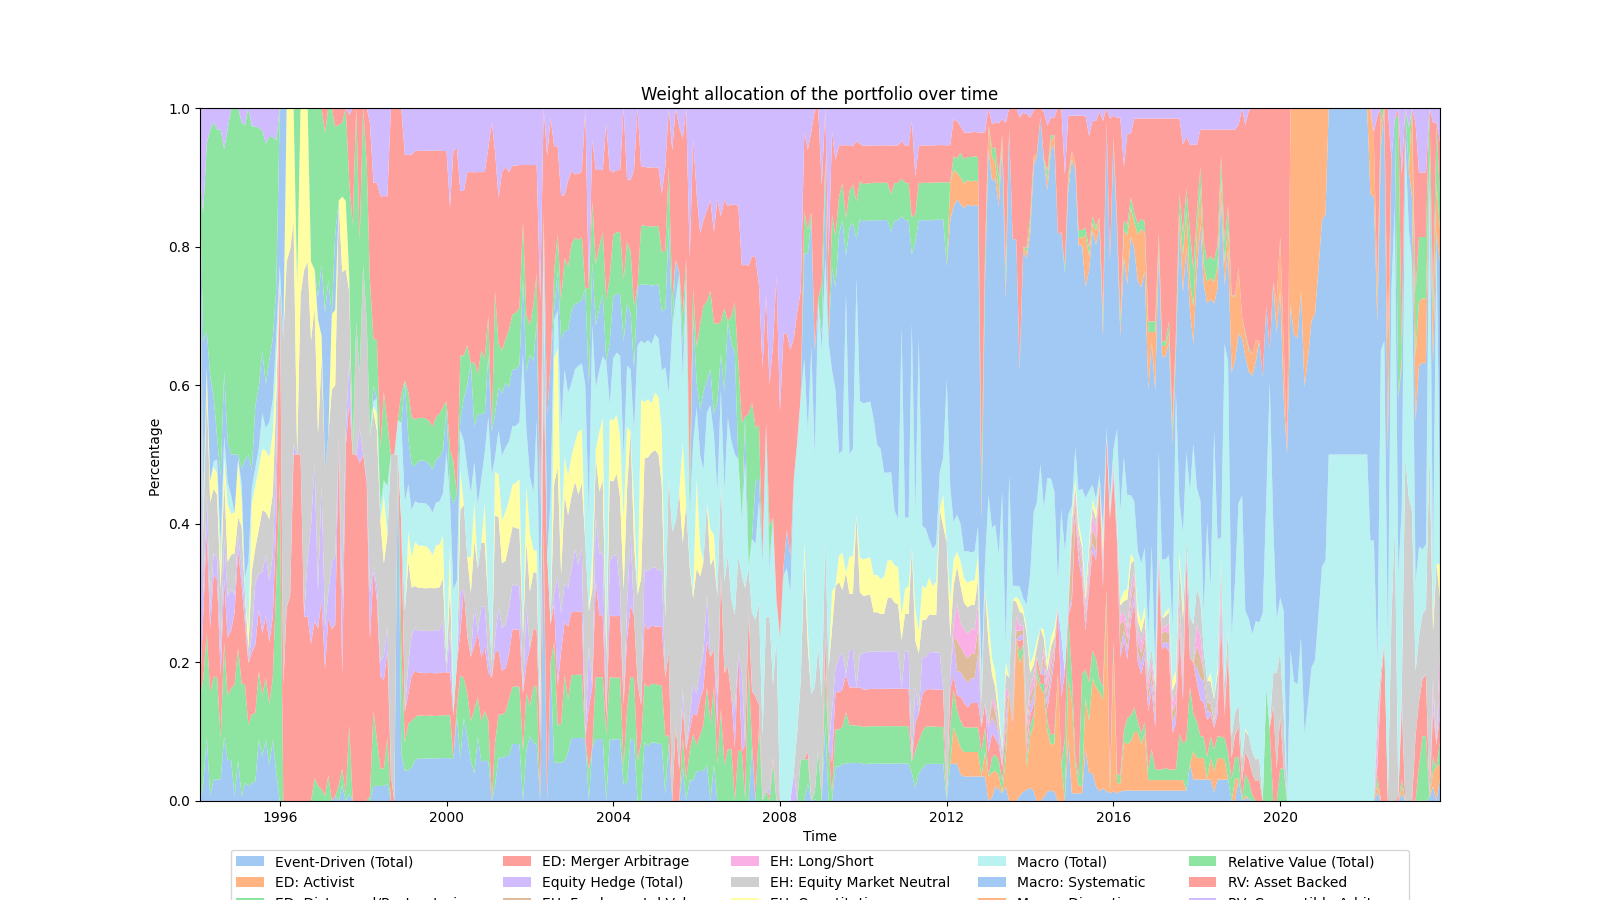 Weight allocation of the portfolio over time
1.0
0.8
0.6
0.4
0.2
0.0
Percentage
1996 2000 2004 2008 2012 2016 2020
Time
Event-Driven (Total) ED: Merger Arbitrage EH: Long/Short Macro (Total) Relative Value (Total)
ED: Activist Equity Hedge (Total) EH: Equity Market Neutral Macro: Systematic RV: Asset Backed